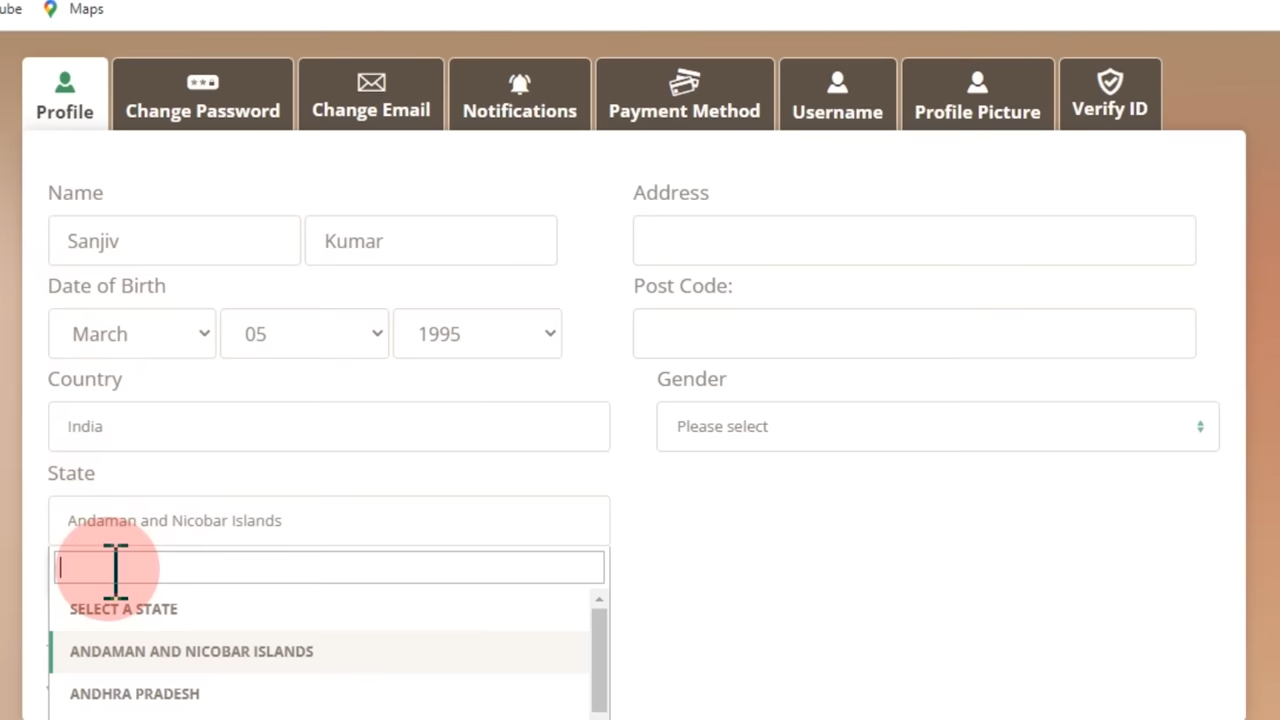 ube Maps
Profile Change Password Change Email Notifications Payment Method Username Profile Picture Verify ID
Name Address
Sanjiv Kumar
Date of Birth Post Code:
March 05 1995
Country Gender
India Please select
State
Andaman and Nicobar Islands
SELECT A STATE
ANDAMAN AND NICOBAR ISLANDS
ANDHRA PRADESH